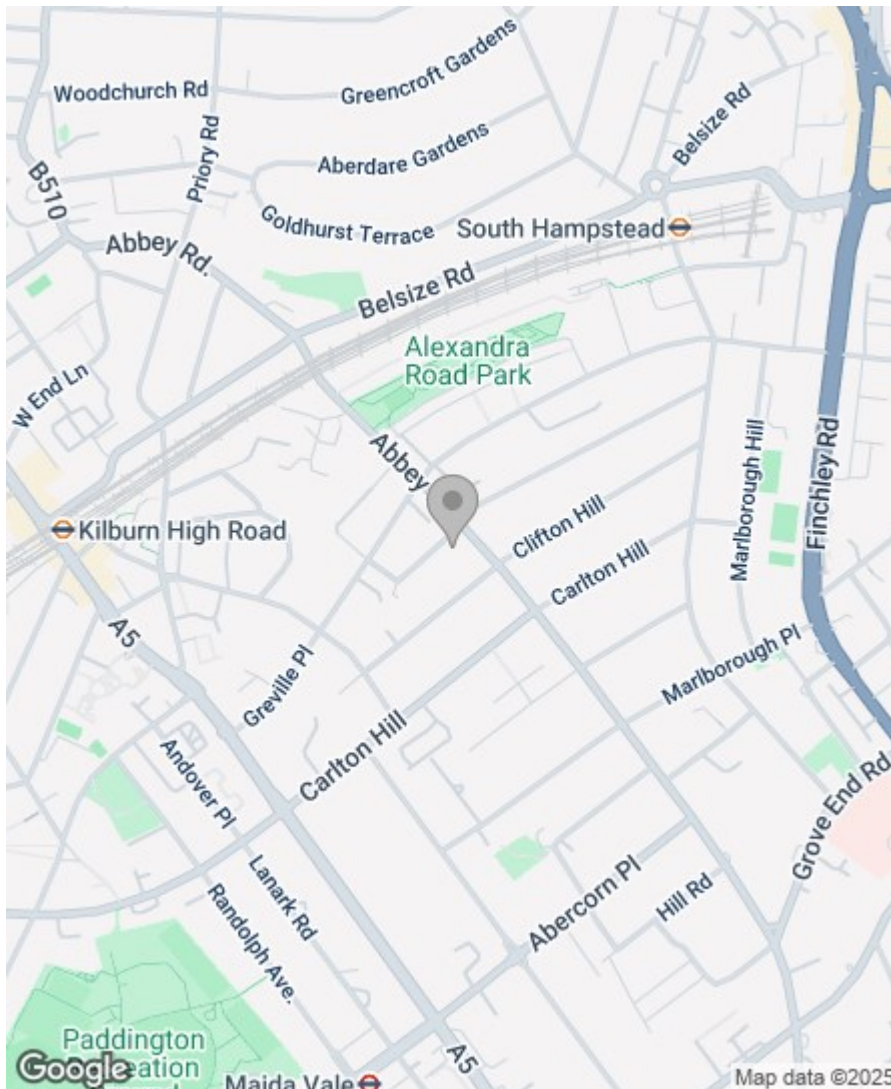 Woodchurch Rd
Greencroft Gardens
Priory Rd
Belsize Rd
Aberdare Gardens
B510
Goldhurst Terrace
South Hampstead
Abbey Rd.
Belsize Rd
Alexandra
Road Park
W End Ln
Abbey
Marlborough Hill
Finchley Rd
Kilburn High Road
Clifton Hill
Carlton Hill
A5
Greville Pl
Marlborough Pl
Carlton Hill
Andover Pl
Grove End Rd
Lanark Rd
Abercorn Pl
Hill Rd
Randolph Ave.
Paddington
A5
Google
Maida Vale
Map data ©2025